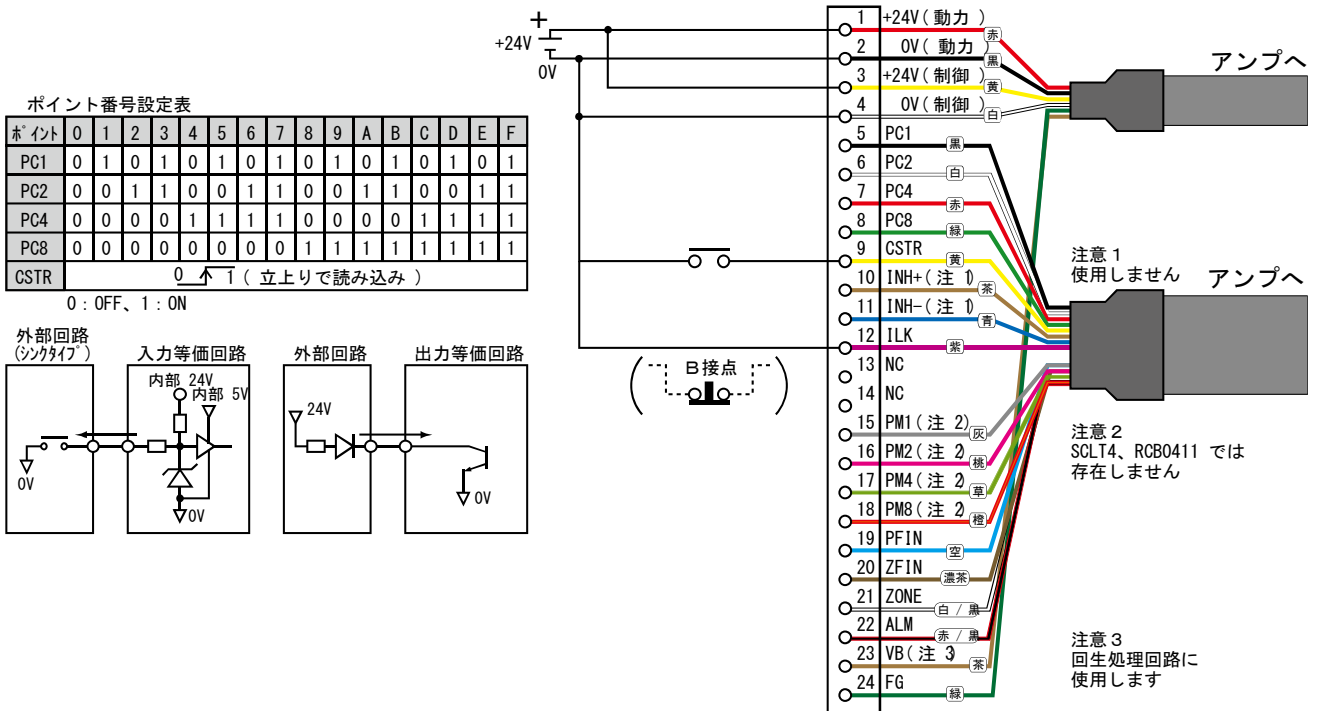 ポイント番号設定表
ポイント 0 1 2 3 4 5 6 7 8 9 A B C D E F
PC1 0 1 0 1 0 1 0 1 0 1 0 1 0 1 0 1
PC2 0 0 1 1 0 0 1 1 0 0 1 1 0 0 1 1
PC4 0 0 0 0 1 1 1 1 0 0 0 0 1 1 1 1
PC8 0 0 0 0 0 0 0 0 1 1 1 1 1 1 1 1
CSTR 0 1 ( 立上りで読み込み )
0 : OFF、1 : ON
外部回路
(シンクタイプ)
0V
入力等価回路
内部 24V
内部 5V
0V
外部回路
24V
出力等価回路
0V
+
+24V
0V
( B接点 )
1 +24V( 動力 ) 赤
2 0V( 動力 ) 黒
3 +24V( 制御 ) 黄
4 0V( 制御 ) 白
5 PC1 黒
6 PC2 白
7 PC4 赤
8 PC8 緑
9 CSTR 黄
10 INH+( 注 1) 茶
11 INH-( 注 1) 青
12 ILK 紫
13 NC
14 NC
15 PM1( 注 2) 灰
16 PM2( 注 2) 桃
17 PM4( 注 2) 草
18 PM8( 注 2) 橙
19 PFIN 空
20 ZFIN 濃茶
21 ZONE 白 / 黒
22 ALM 赤 / 黒
23 VB( 注 3) 茶
24 FG 緑
アンプへ
注意1
使用しません
アンプへ
注意2
SCLT4、RCB0411 では
存在しません
注意3
回生処理回路に
使用します